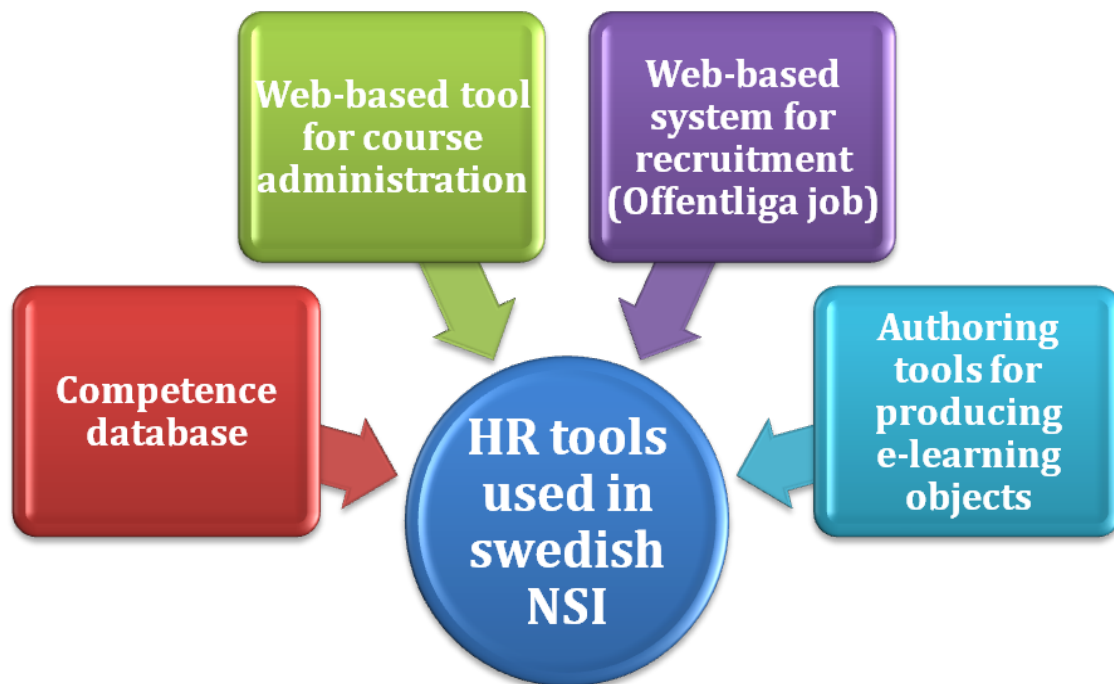 Web-based tool
for course
administration
Web-based
system for
recruitment
(Offentliga job)
Competence
database
Authoring
tools for
producing
e-learning
objects
HR tools
used in
swedish
NSI